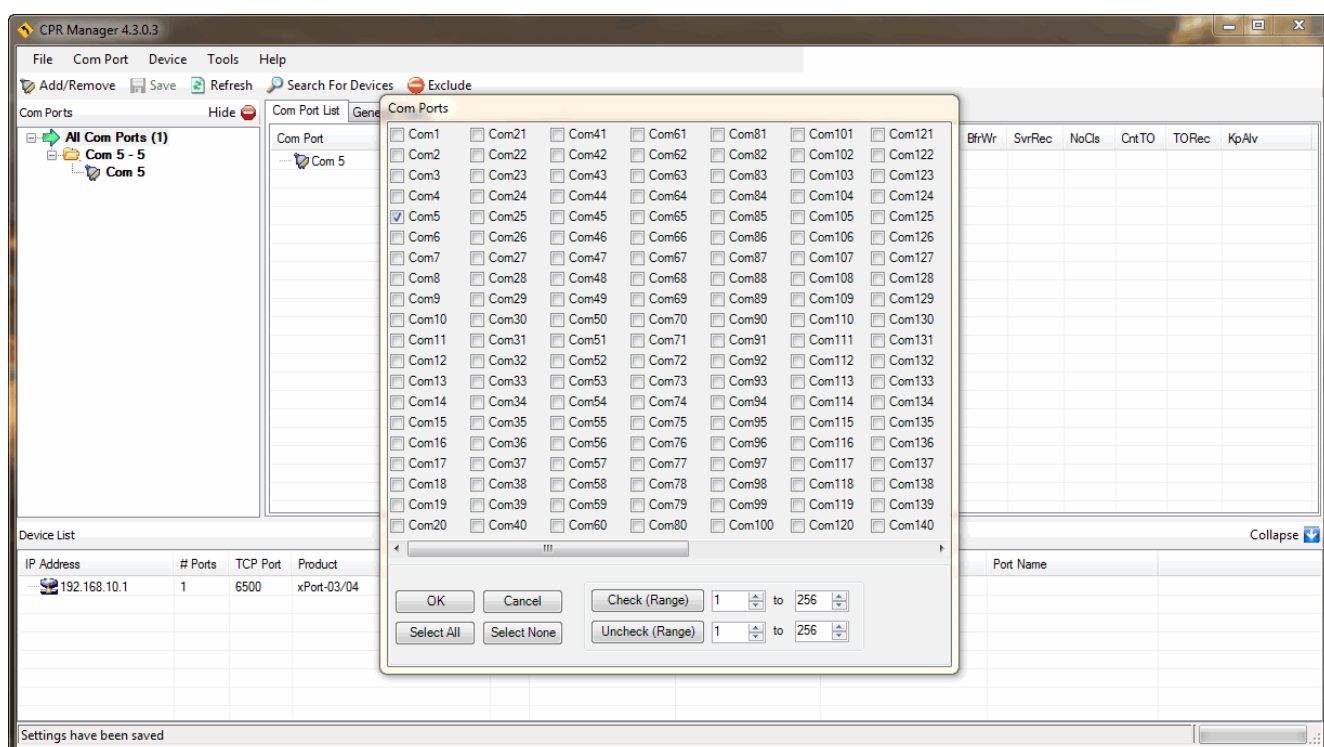 CPR Manager 4.3.0.3
File Com Port Device Tools Help
Add/Remove Save Refresh Search For Devices Exclude
Com Ports Hide
All Com Ports (1)
Com 5 - 5
Com 5
Com Port List Gene
Com Port
Com 5
BfrWr SvrRec NoCls CntTO TORec KpAlv
Com Ports
Com1 Com21 Com41 Com61 Com81 Com101 Com121
Com2 Com22 Com42 Com62 Com82 Com102 Com122
Com3 Com23 Com43 Com63 Com83 Com103 Com123
Com4 Com24 Com44 Com64 Com84 Com104 Com124
Com5 Com25 Com45 Com65 Com85 Com105 Com125
Com6 Com26 Com46 Com66 Com86 Com106 Com126
Com7 Com27 Com47 Com67 Com87 Com107 Com127
Com8 Com28 Com48 Com68 Com88 Com108 Com128
Com9 Com29 Com49 Com69 Com89 Com109 Com129
Com10 Com30 Com50 Com70 Com90 Com110 Com130
Com11 Com31 Com51 Com71 Com91 Com111 Com131
Com12 Com32 Com52 Com72 Com92 Com112 Com132
Com13 Com33 Com53 Com73 Com93 Com113 Com133
Com14 Com34 Com54 Com74 Com94 Com114 Com134
Com15 Com35 Com55 Com75 Com95 Com115 Com135
Com16 Com36 Com56 Com76 Com96 Com116 Com136
Com17 Com37 Com57 Com77 Com97 Com117 Com137
Com18 Com38 Com58 Com78 Com98 Com118 Com138
Com19 Com39 Com59 Com79 Com99 Com119 Com139
Com20 Com40 Com60 Com80 Com100 Com120 Com140
OK Cancel Check (Range) 1 to 256
Select All Select None Uncheck (Range) 1 to 256
Device List Collapse
IP Address # Ports TCP Port Product Port Name
192.168.10.1 1 6500 xPort-03/04
Settings have been saved